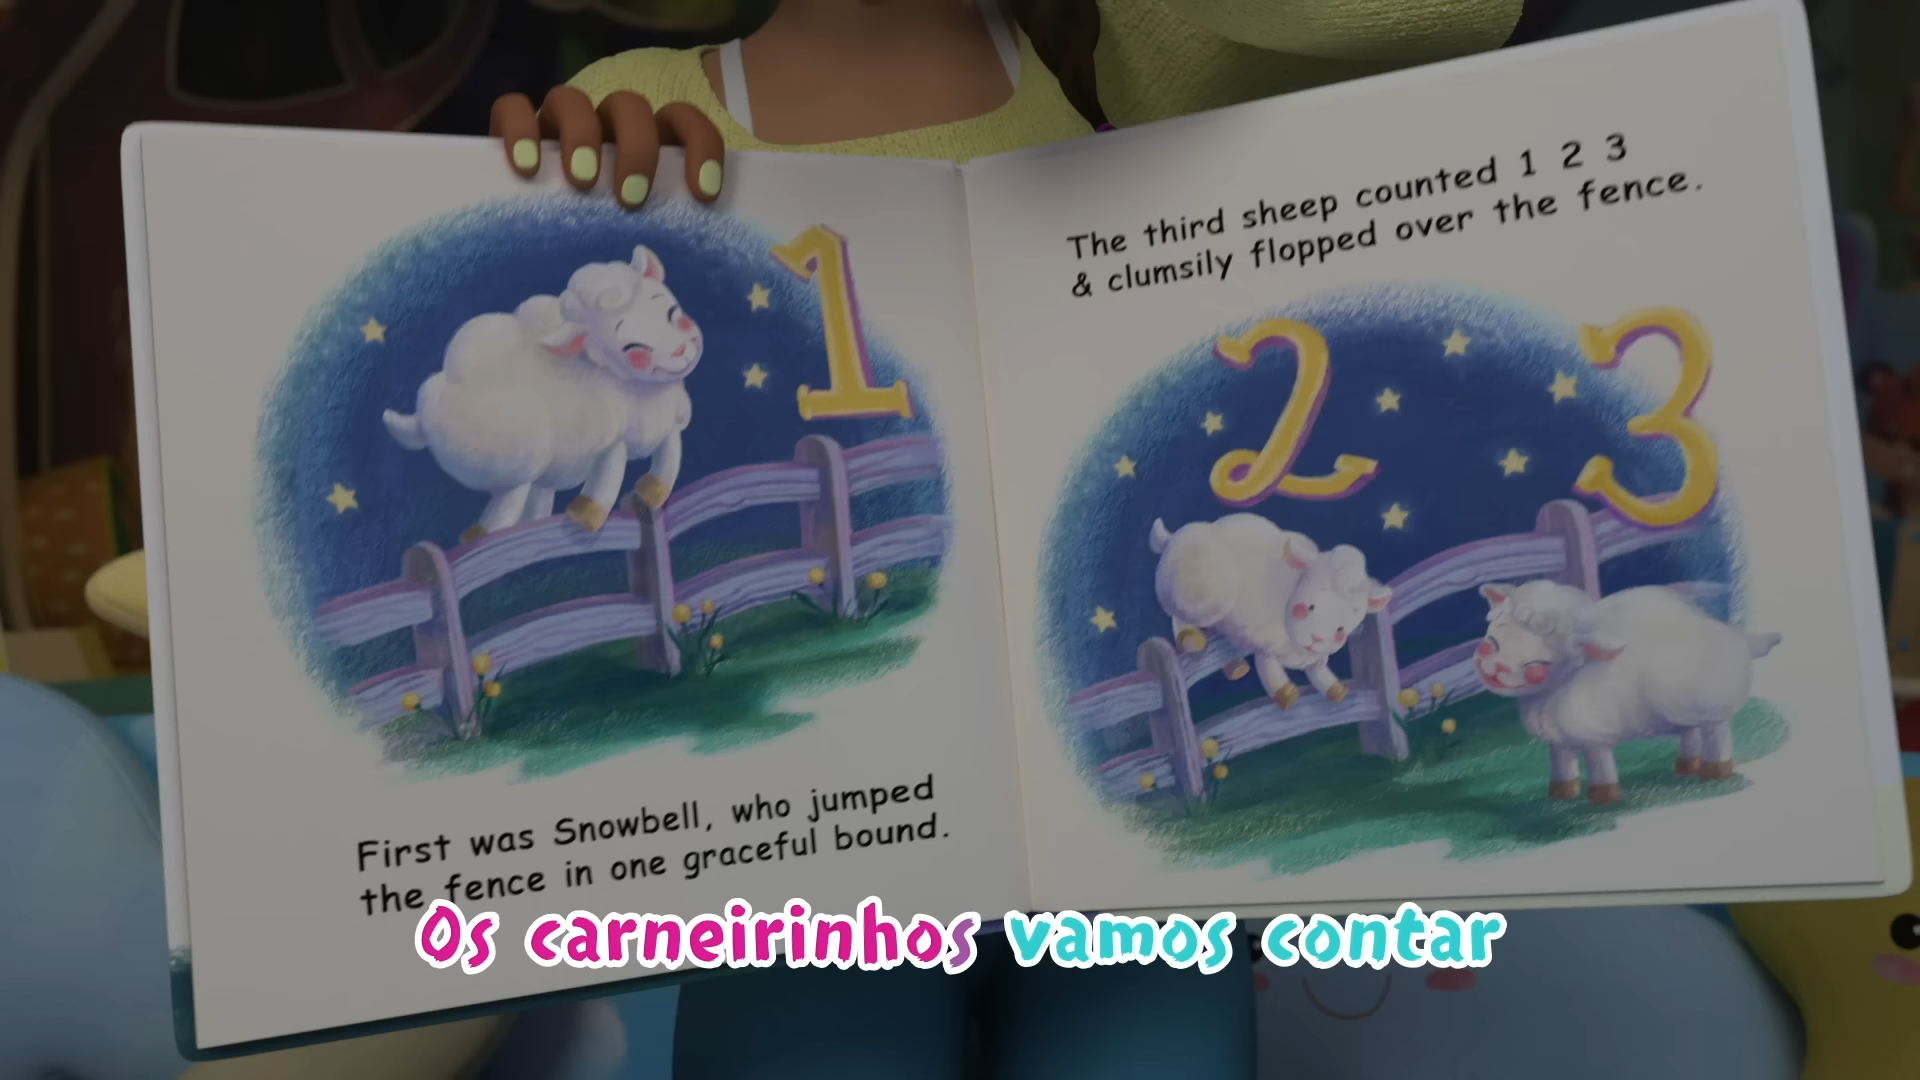 1
First was Snowbell, who jumped
the fence in one graceful bound.
The third sheep counted 1 2 3
& clumsily flopped over the fence.
2 3
Os carneirinhos vamos contar